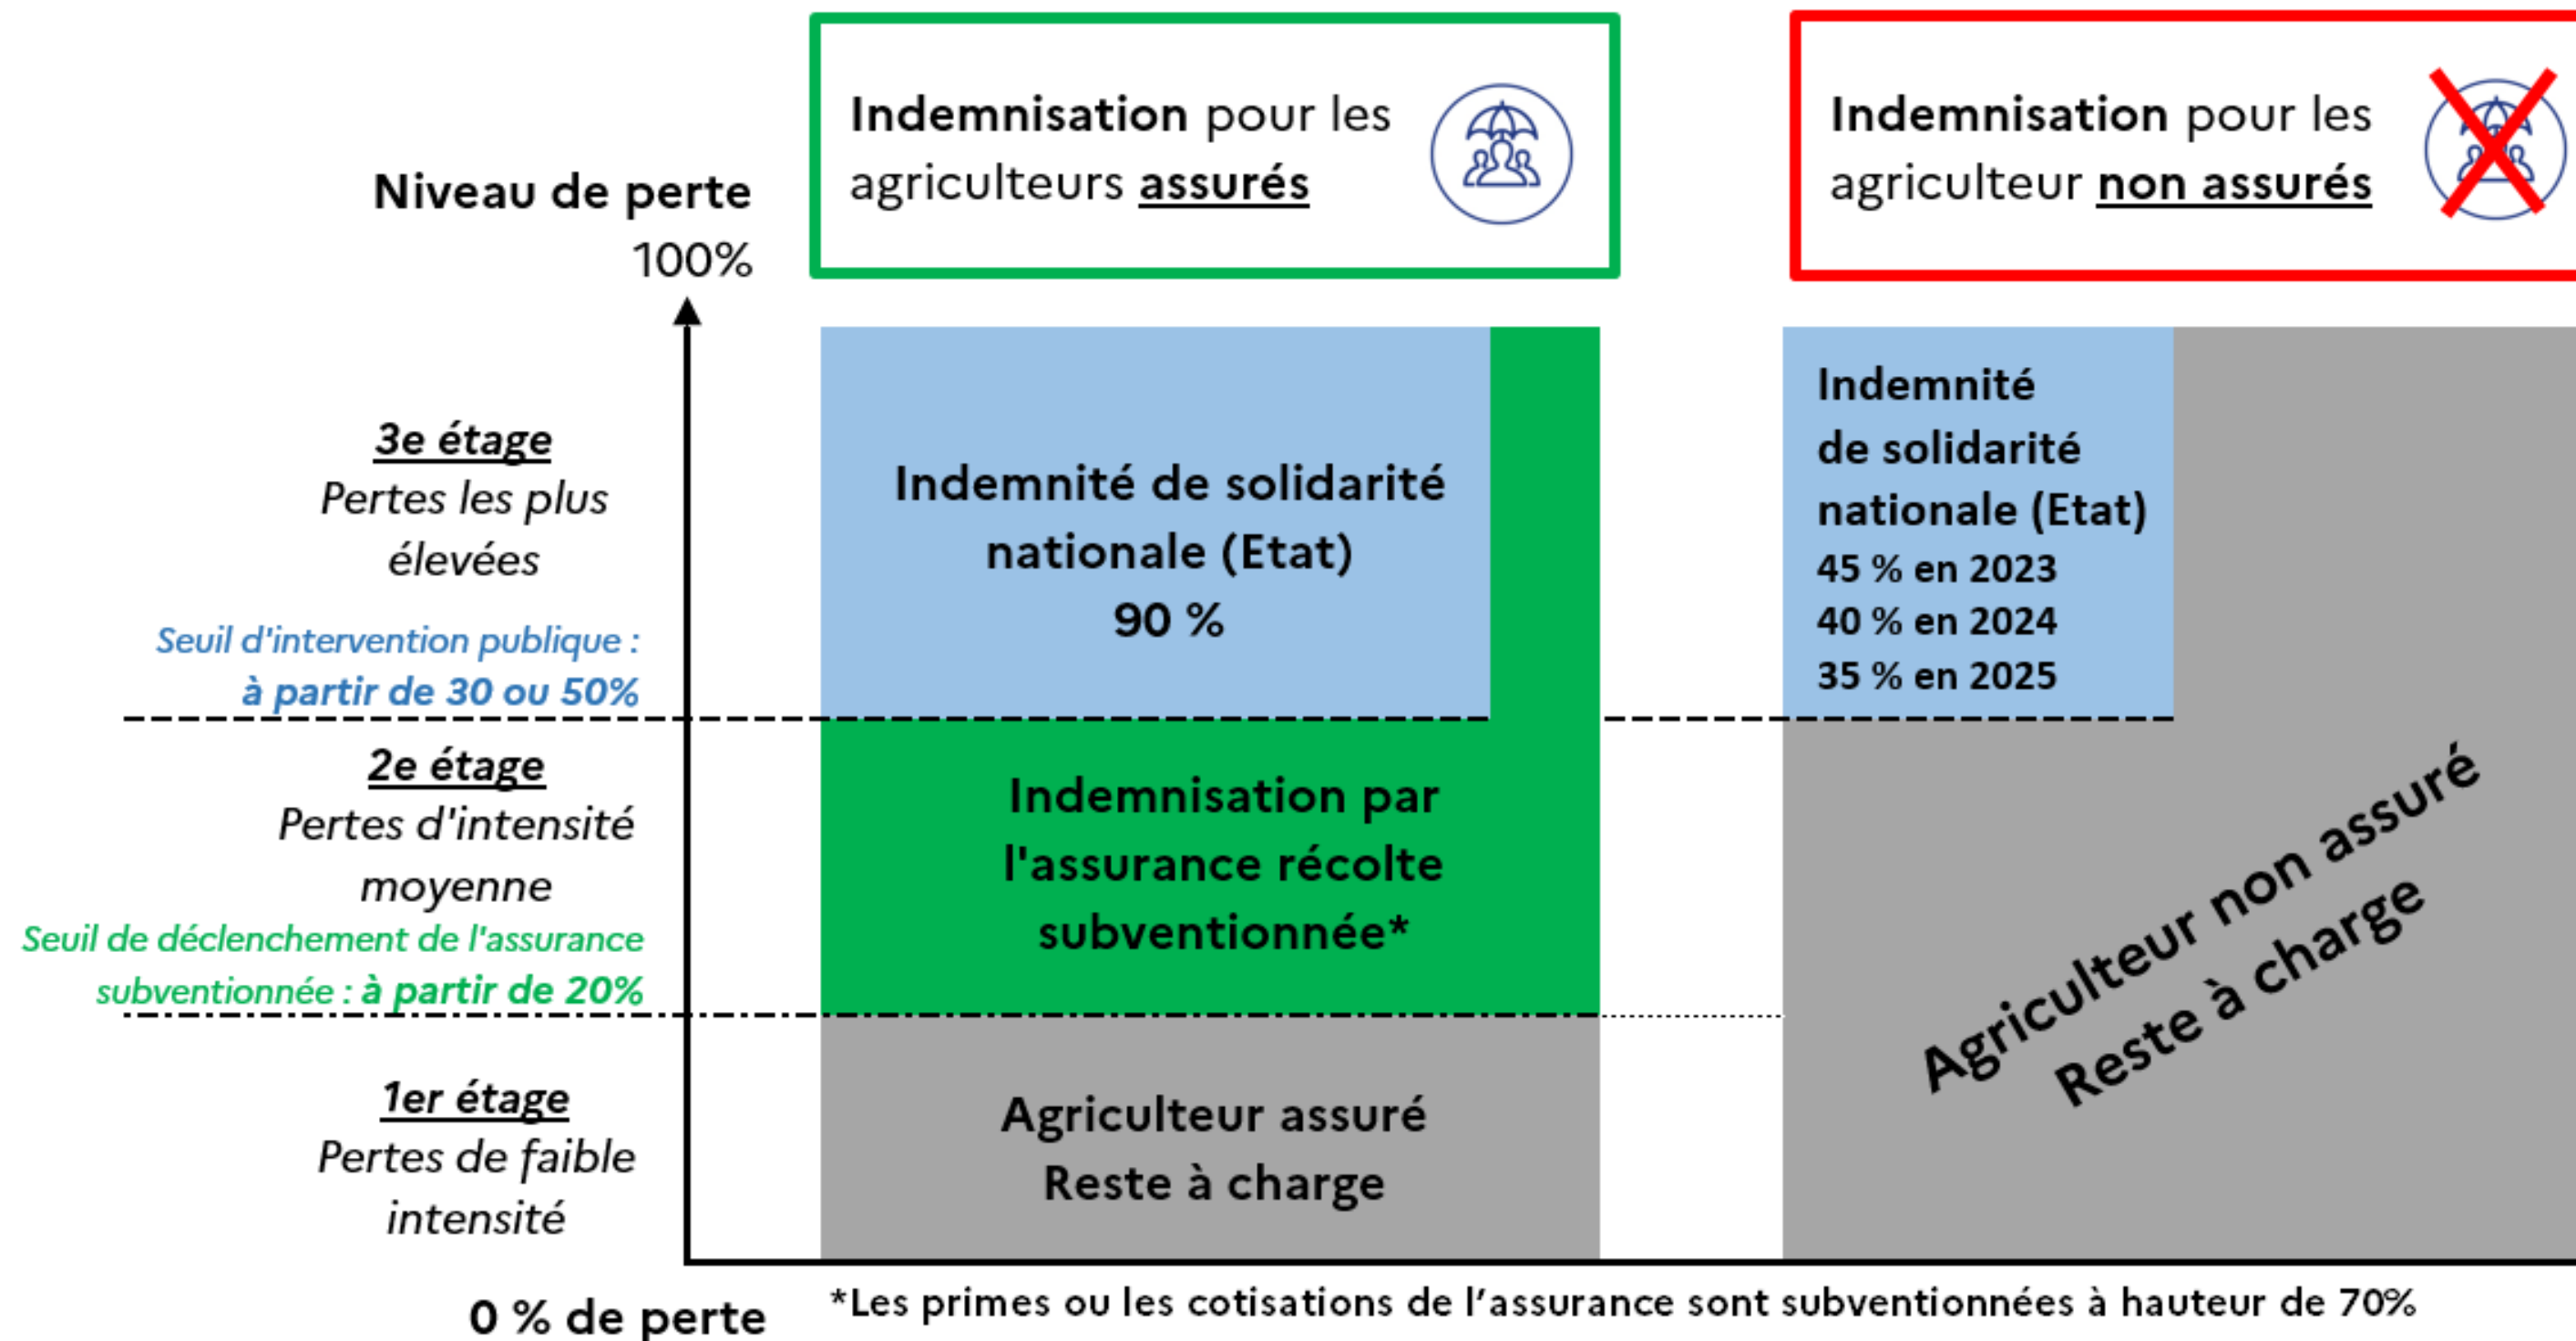 Indemnisation pour les
agriculteurs assurés
Indemnisation pour les
agriculteur non assurés
Niveau de perte
100%
3e étage
Pertes les plus
élevées
Seuil d'intervention publique :
à partir de 30 ou 50%
2e étage
Pertes d'intensité
moyenne
Seuil de déclenchement de l'assurance
subventionnée : à partir de 20%
1er étage
Pertes de faible
intensité
0 % de perte
Indemnité de solidarité
nationale (Etat)
90 %
Indemnisation par
l'assurance récolte
subventionnée*
Agriculteur assuré
Reste à charge
Indemnité
de solidarité
nationale (Etat)
45 % en 2023
40 % en 2024
35 % en 2025
Agriculteur non assuré
Reste à charge
*Les primes ou les cotisations de l’assurance sont subventionnées à hauteur de 70%